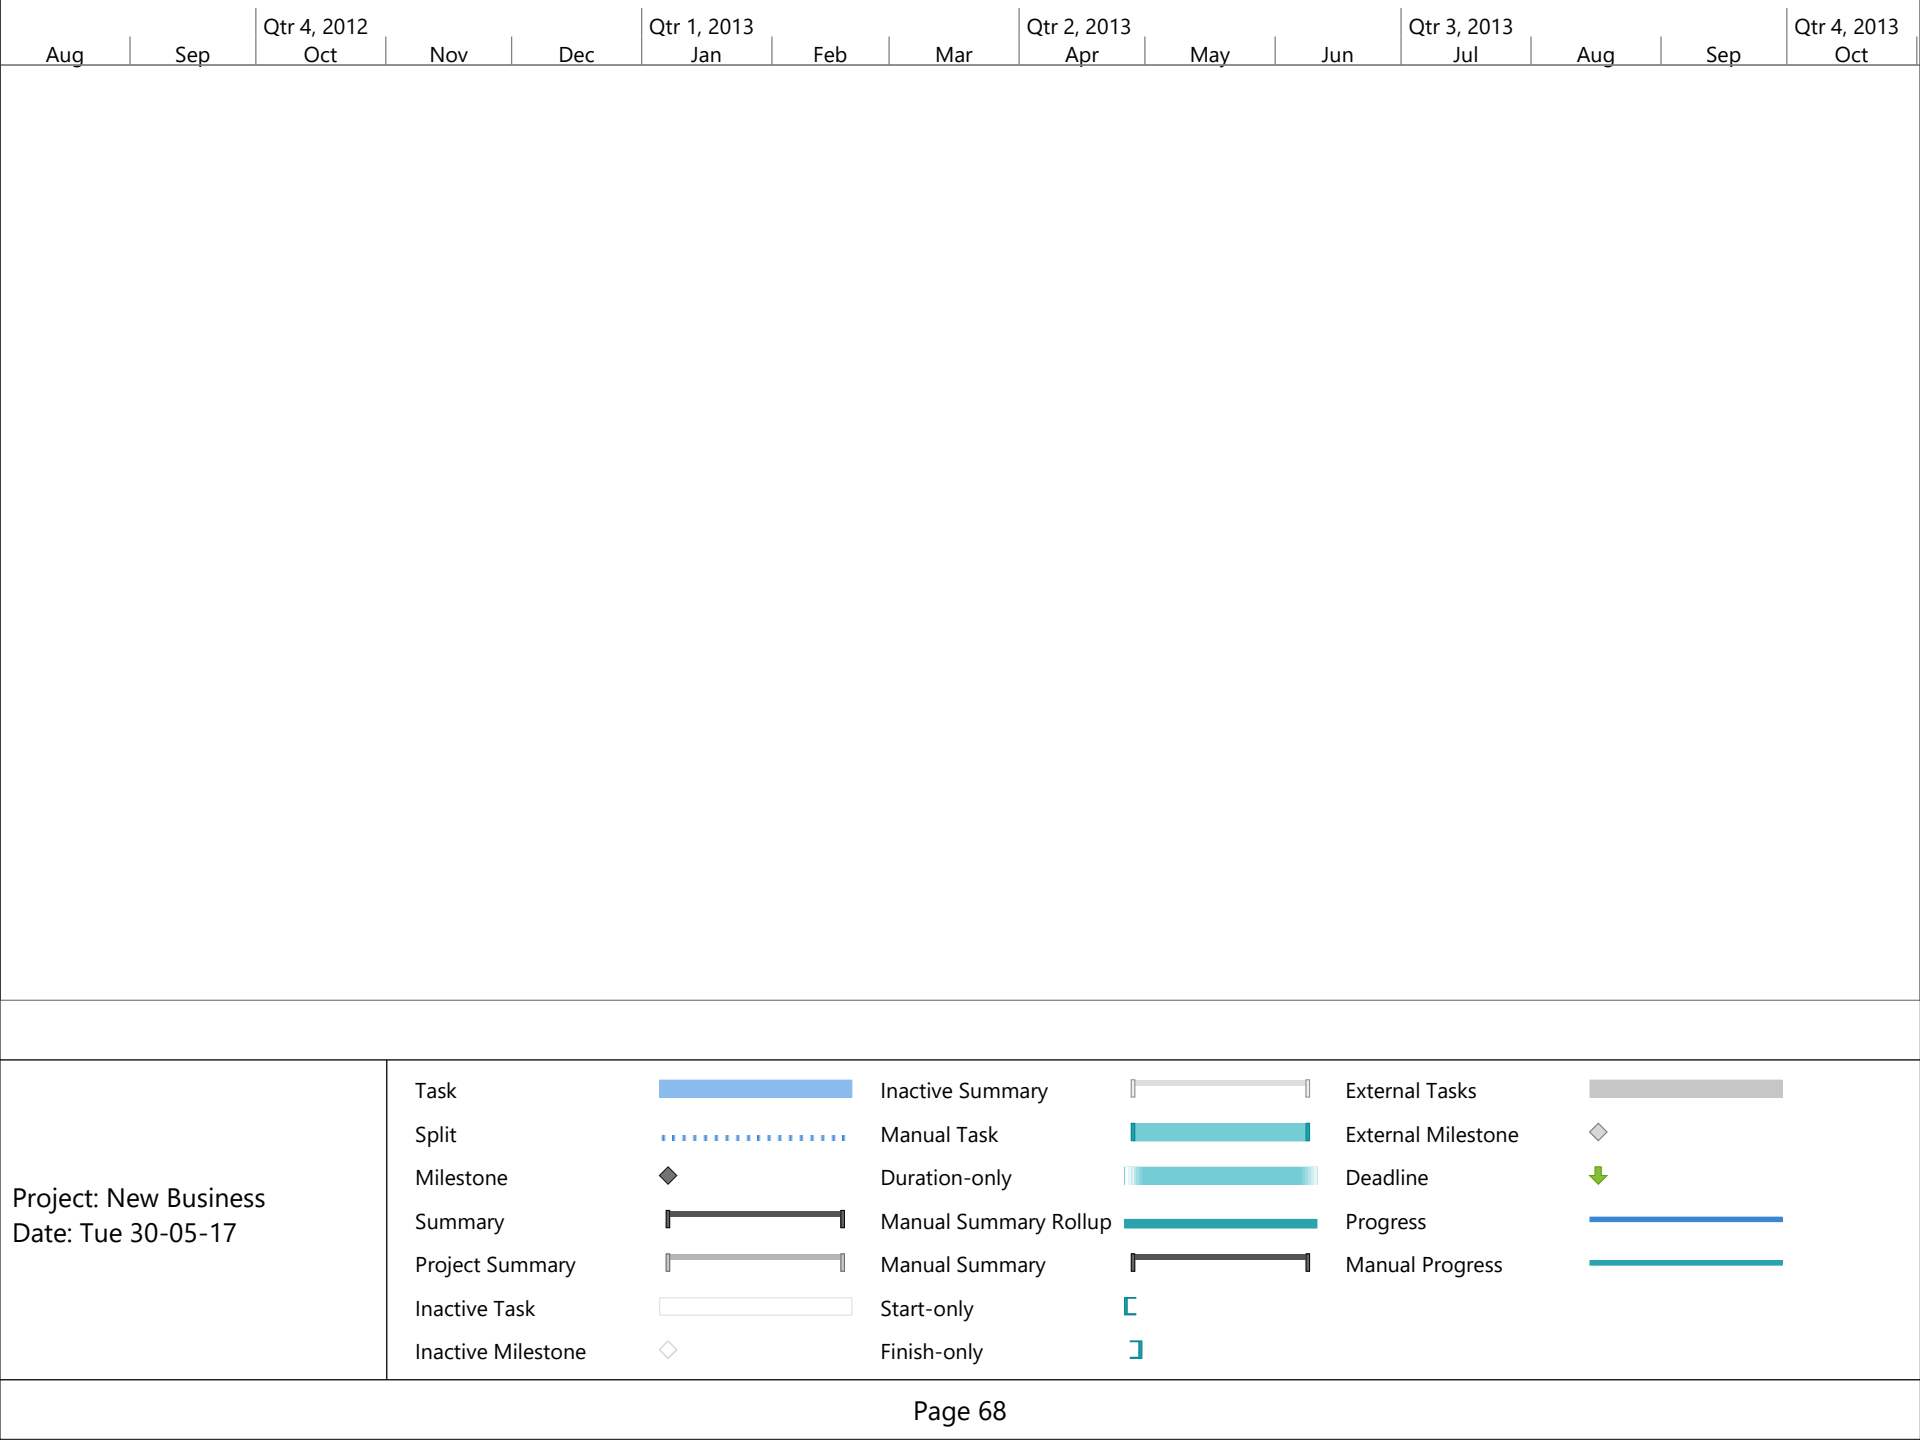 Qtr 4, 2012 Qtr 1, 2013 Qtr 2, 2013 Qtr 3, 2013 Qtr 4, 2013
Aug Sep Oct Nov Dec Jan Feb Mar Apr May Jun Jul Aug Sep Oct
Project: New Business
Date: Tue 30-05-17
Task
Split
Milestone
Summary
Project Summary
Inactive Task
Inactive Milestone
Inactive Summary
Manual Task
Duration-only
Manual Summary Rollup
Manual Summary
Start-only
Finish-only
External Tasks
External Milestone
Deadline
Progress
Manual Progress
Page 68